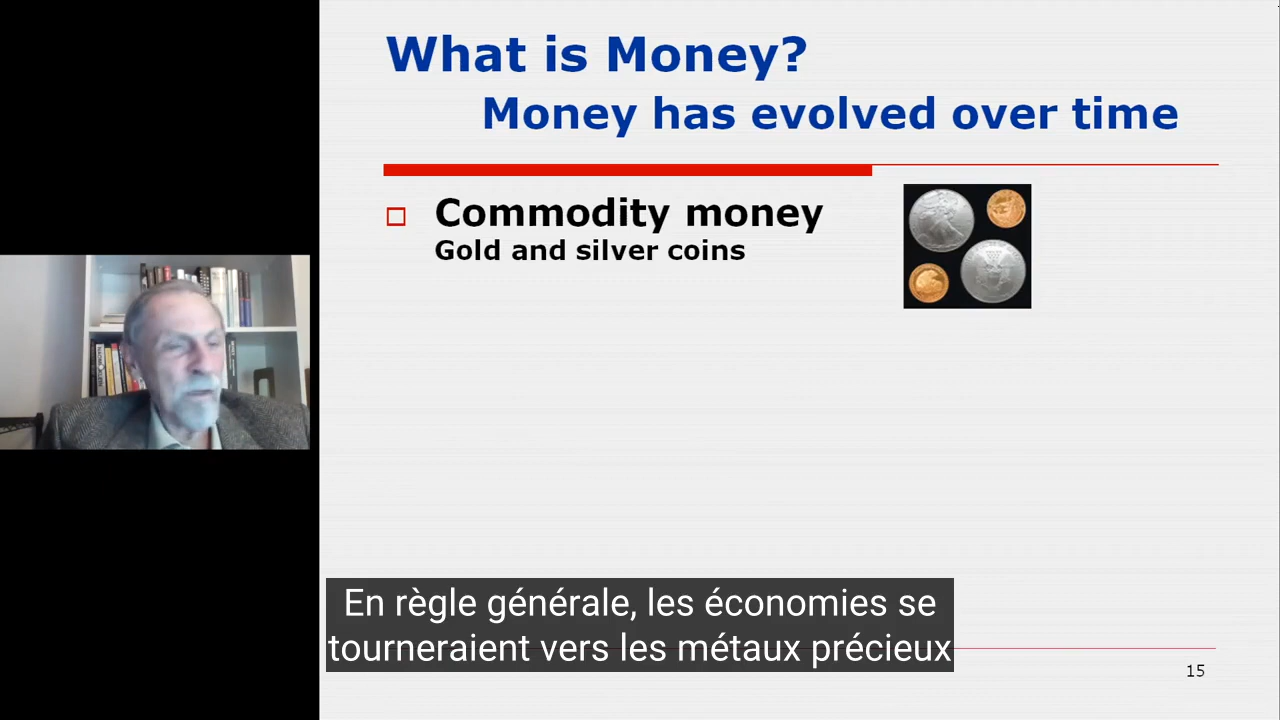 What is Money?
Money has evolved over time
Commodity money
Gold and silver coins
En règle générale, les économies se
tourneraient vers les métaux précieux
15